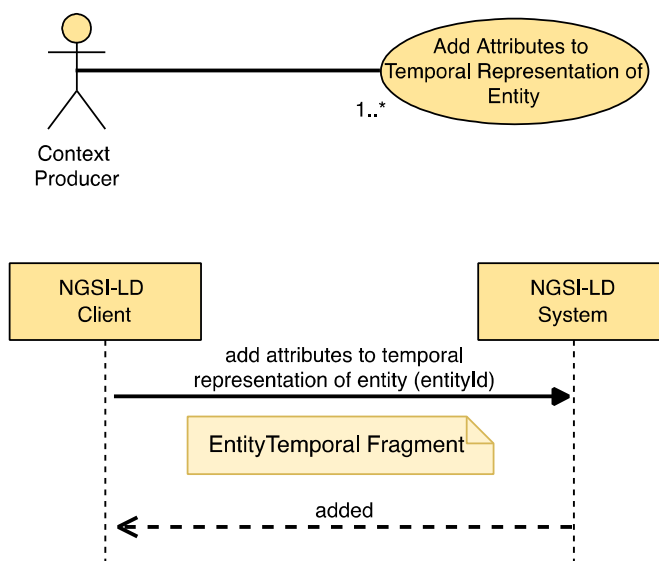 Add Attributes to
Temporal Representation of
Entity
1..*
Context
Producer
NGSI-LD
Client
NGSI-LD
System
add attributes to temporal
representation of entity (entityId)
EntityTemporal Fragment
added